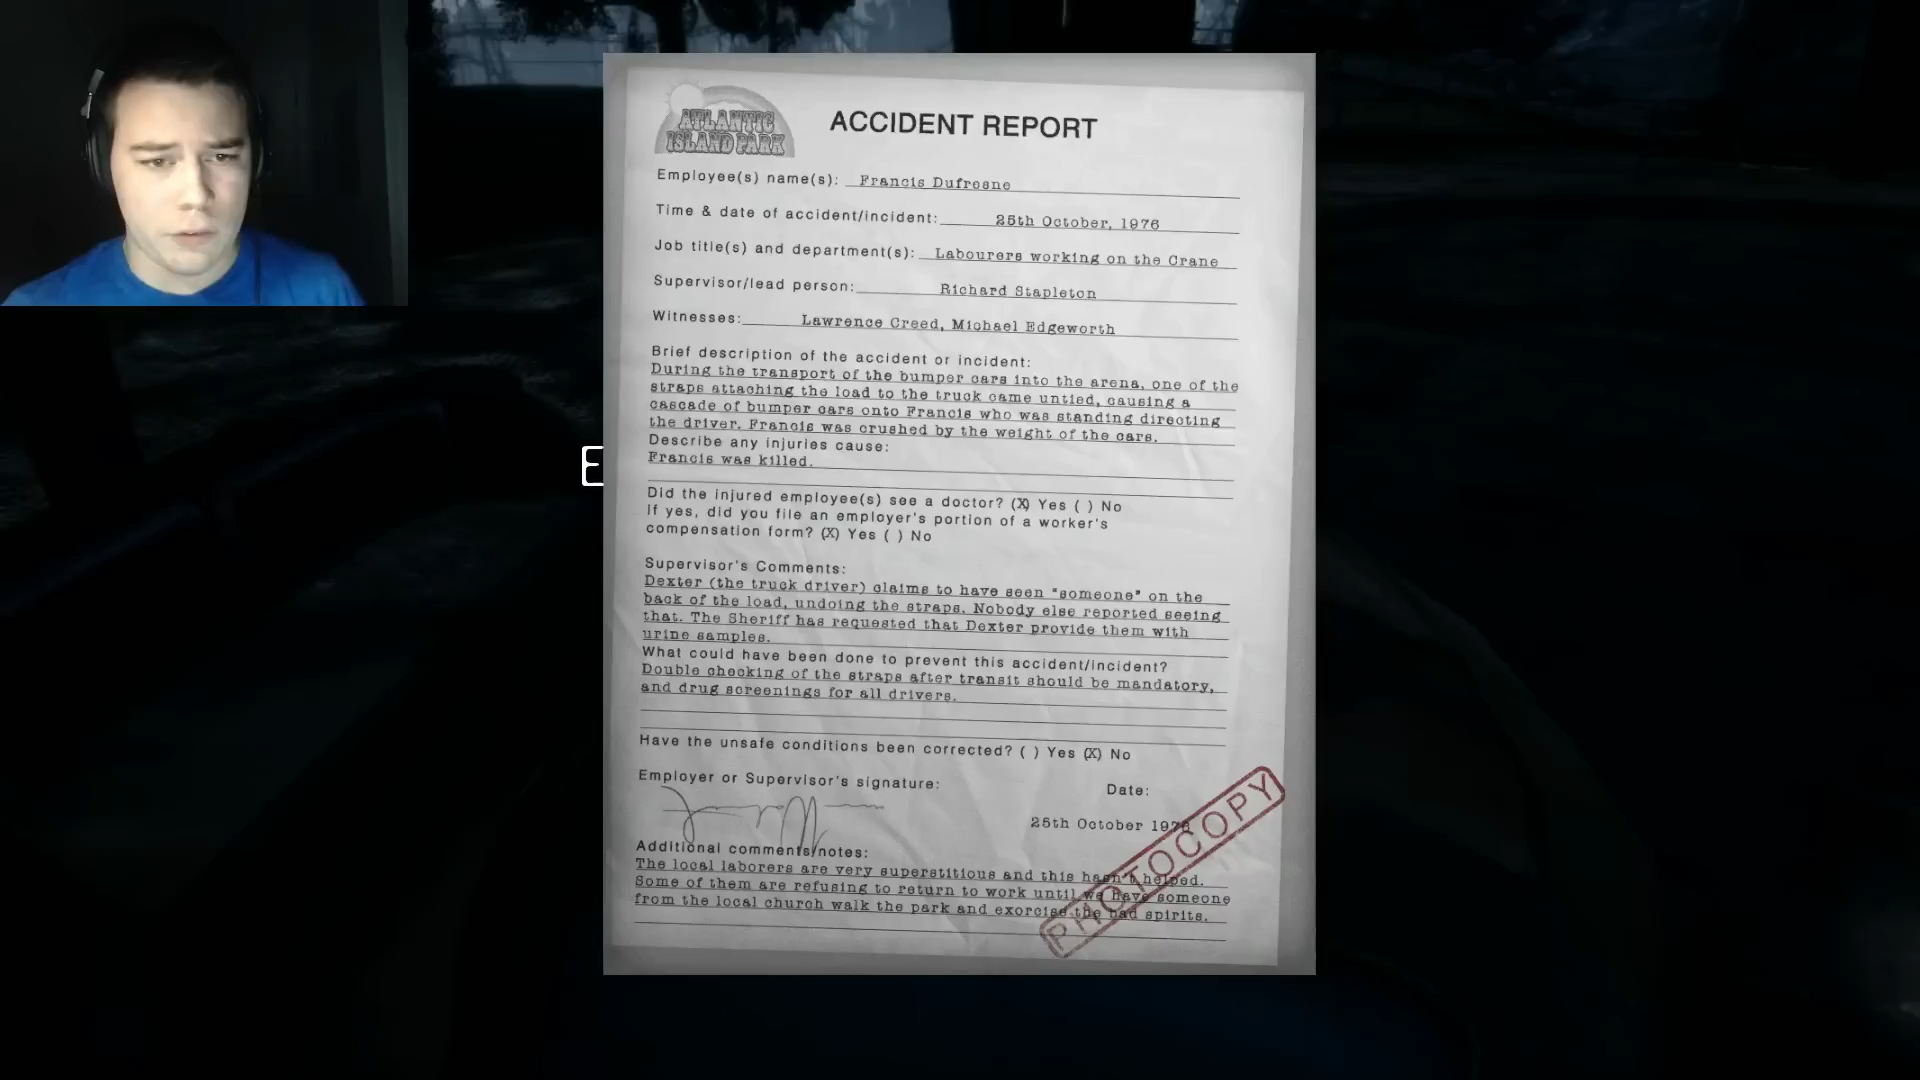 ATLANTIC
ISLAND PARK
ACCIDENT REPORT
Employee(s) name(s): Francis Dufresne
Time & date of accident/incident: 25th October, 1976
Job title(s) and department(s): Labourers working on the Crane
Supervisor/lead person: Richard Stapleton
Witnesses: Lawrence Creed, Michael Edgeworth
Brief description of the accident or incident:
During the transport of the bumper cars into the arena, one of the
straps attaching the load to the truck came untied, causing a
cascade of bumper cars onto Francis who was standing directing
the driver. Francis was crushed by the weight of the cars.
Describe any injuries cause:
Francis was killed.
Did the injured employee(s) see a doctor? (X) Yes ( ) No
If yes, did you file an employer's portion of a worker's
compensation form? (X) Yes ( ) No
Supervisor's Comments:
Dexter (the truck driver) claims to have seen "someone" on the
back of the load, undoing the straps. Nobody else reported seeing
that. The Sheriff has requested that Dexter provide them with
urine samples.
What could have been done to prevent this accident/incident?
Double checking of the straps after transit should be mandatory,
and drug screenings for all drivers.
Have the unsafe conditions been corrected? ( ) Yes (X) No
Employer or Supervisor's signature:
Date:
25th October 1976
Additional comments/notes:
The local laborers are very superstitious and this hasn't helped.
Some of them are refusing to return to work until we have someone
from the local church walk the park and exorcise the bad spirits.
PHOTOCOPY
E